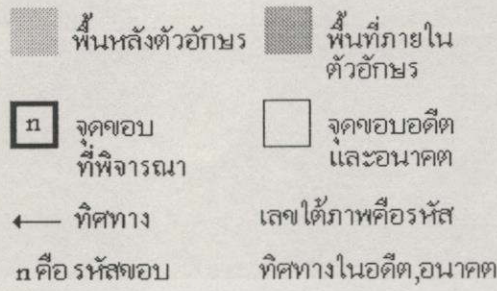 พื้นหลังตัวอักษร
พื้นที่ภายใน
ตัวอักษร
n
จุดขอบ
ที่พิจารณา
จุดขอบอดีต
และอนาคต
ทิศทาง
เลขใต้ภาพคือรหัส
n คือ รหัสขอบ
ทิศทางในอดีต,อนาคต